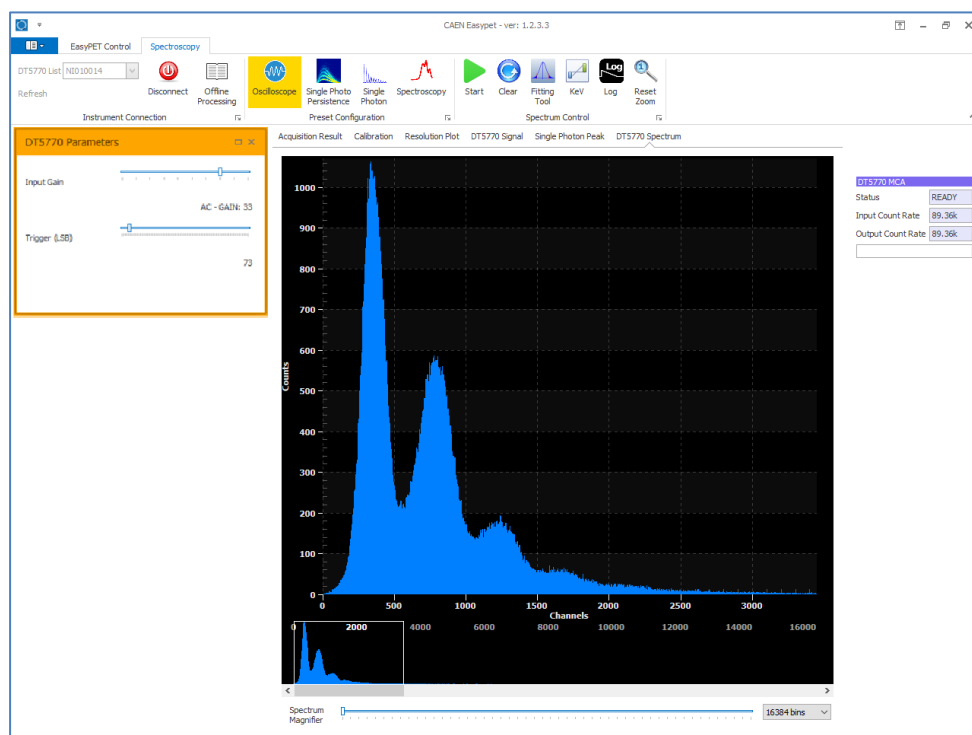 CAEN Easypet - ver: 1.2.3.3
EasyPET Control
Spectroscopy
DT5770 List NI010014
Refresh
Disconnect
Offline Processing
Instrument Connection
Oscilloscope
Single Photo Persistence
Single Photon
Spectroscopy
Preset Configuration
Start
Clear
Fitting Tool
KeV
Log
Log
Reset Zoom
Spectrum Control
DT5770 Parameters
Input Gain
AC - GAIN: 33
Trigger (LSB)
73
Acquisition Result
Calibration
Resolution Plot
DT5770 Signal
Single Photon Peak
DT5770 Spectrum
1000
900
800
700
600
500
400
300
200
100
0
Counts
0 500 1000 1500 2000 2500 3000
Channels
0 2000 4000 6000 8000 10000 12000 14000 16000
Spectrum
Magnifier
16384 bins
DT5770 MCA
Status READY
Input Count Rate 89.36k
Output Count Rate 89.36k